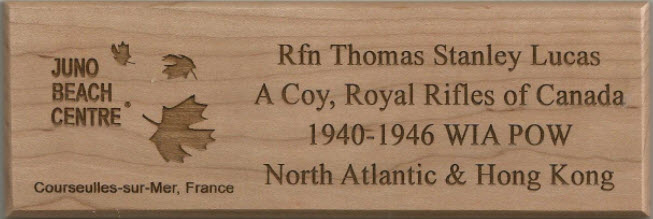 JUNO
BEACH
CENTRE®
Courseulles-sur-Mer, France
Rfn Thomas Stanley Lucas
A Coy, Royal Rifles of Canada
1940-1946 WIA POW
North Atlantic & Hong Kong